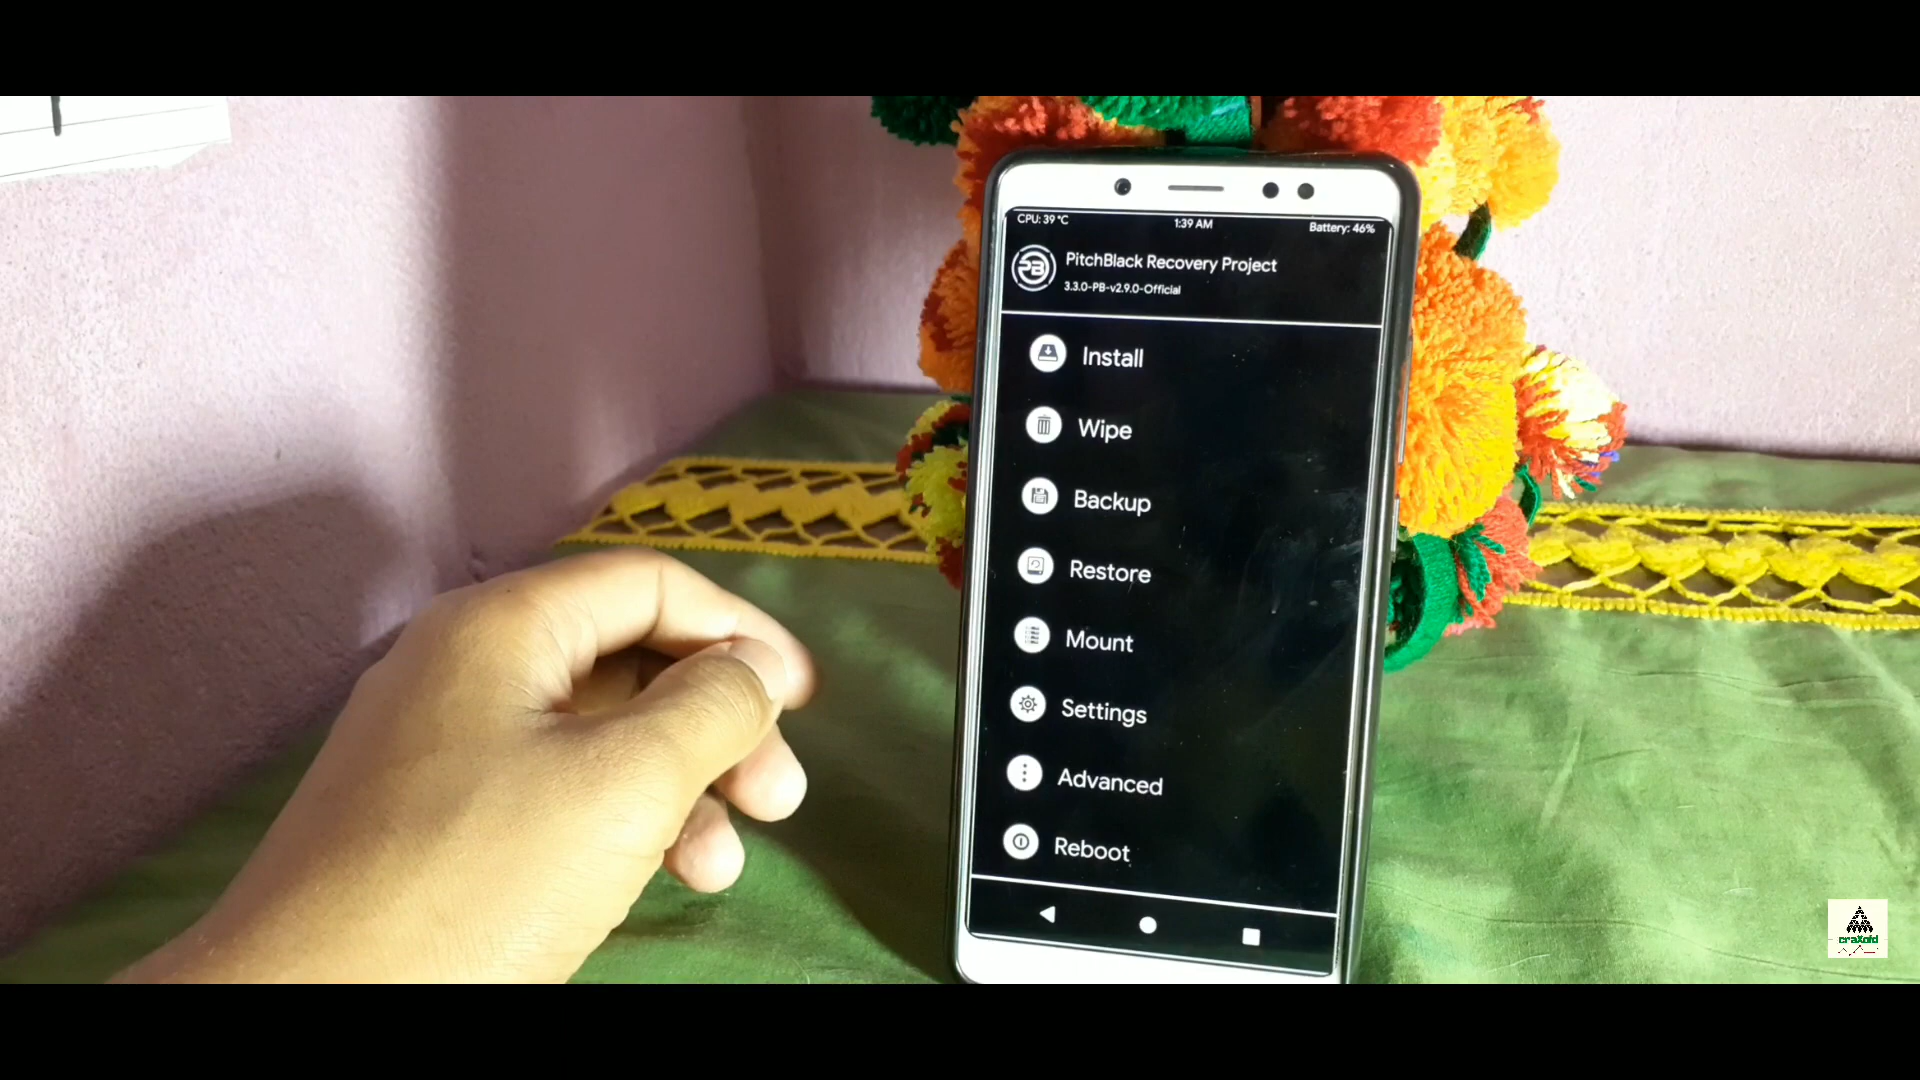 CPU: 39 °C 1:39 AM Battery: 46%
PB
PitchBlack Recovery Project
3.3.0-PB-v2.9.0-Official
Install
Wipe
Backup
Restore
Mount
Settings
Advanced
Reboot
craXoid